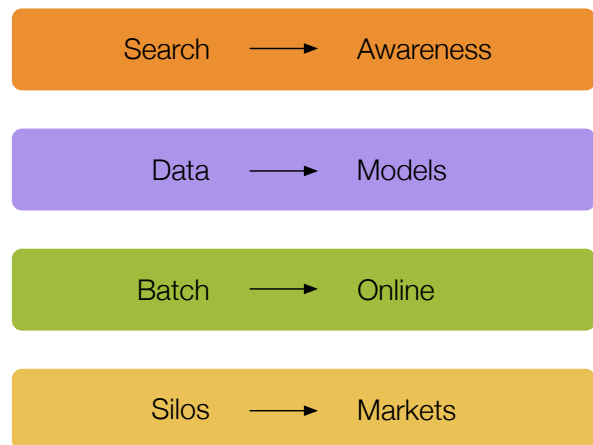 Search → Awareness
Data → Models
Batch → Online
Silos → Markets